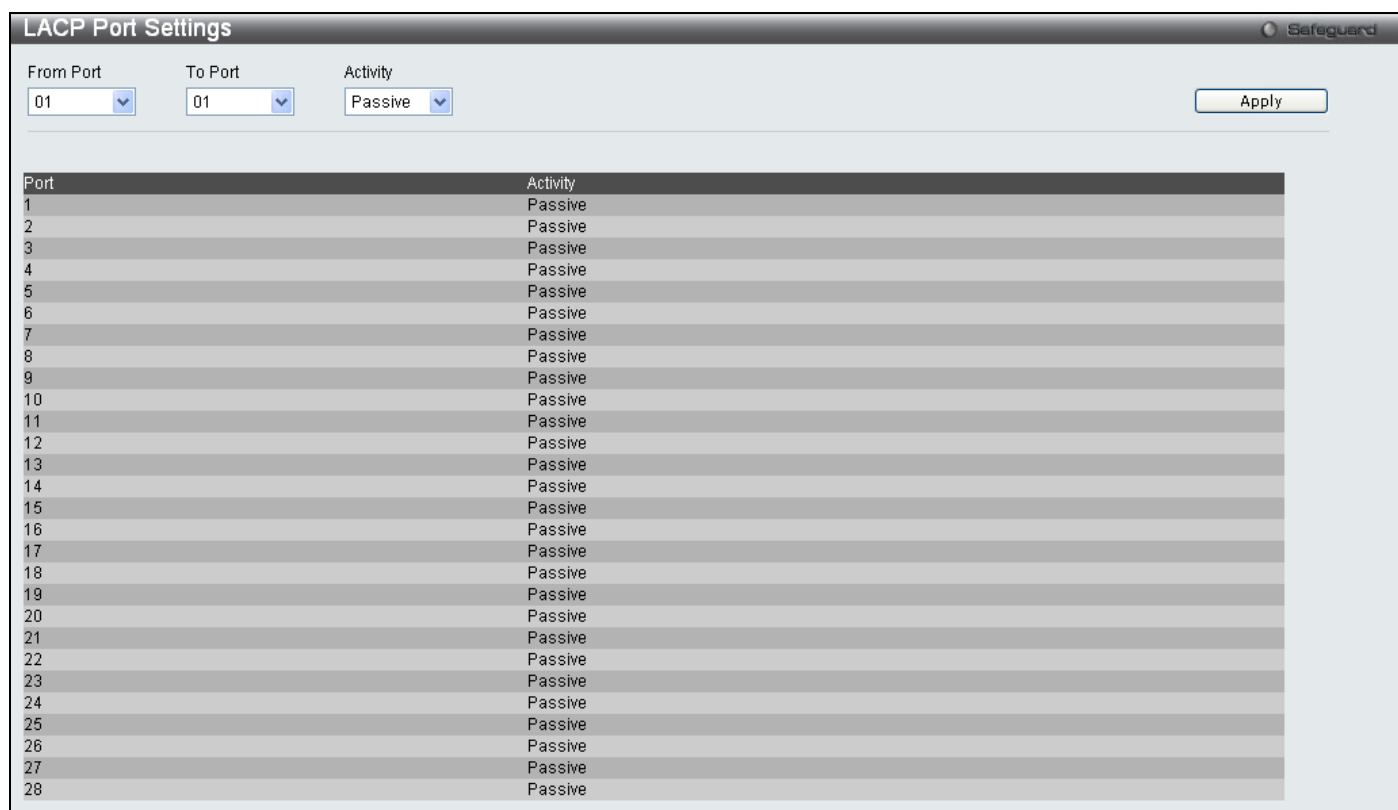 LACP Port Settings
Safeguard
From Port To Port Activity
01 01 Passive Apply
Port Activity
1 Passive
2 Passive
3 Passive
4 Passive
5 Passive
6 Passive
7 Passive
8 Passive
9 Passive
10 Passive
11 Passive
12 Passive
13 Passive
14 Passive
15 Passive
16 Passive
17 Passive
18 Passive
19 Passive
20 Passive
21 Passive
22 Passive
23 Passive
24 Passive
25 Passive
26 Passive
27 Passive
28 Passive